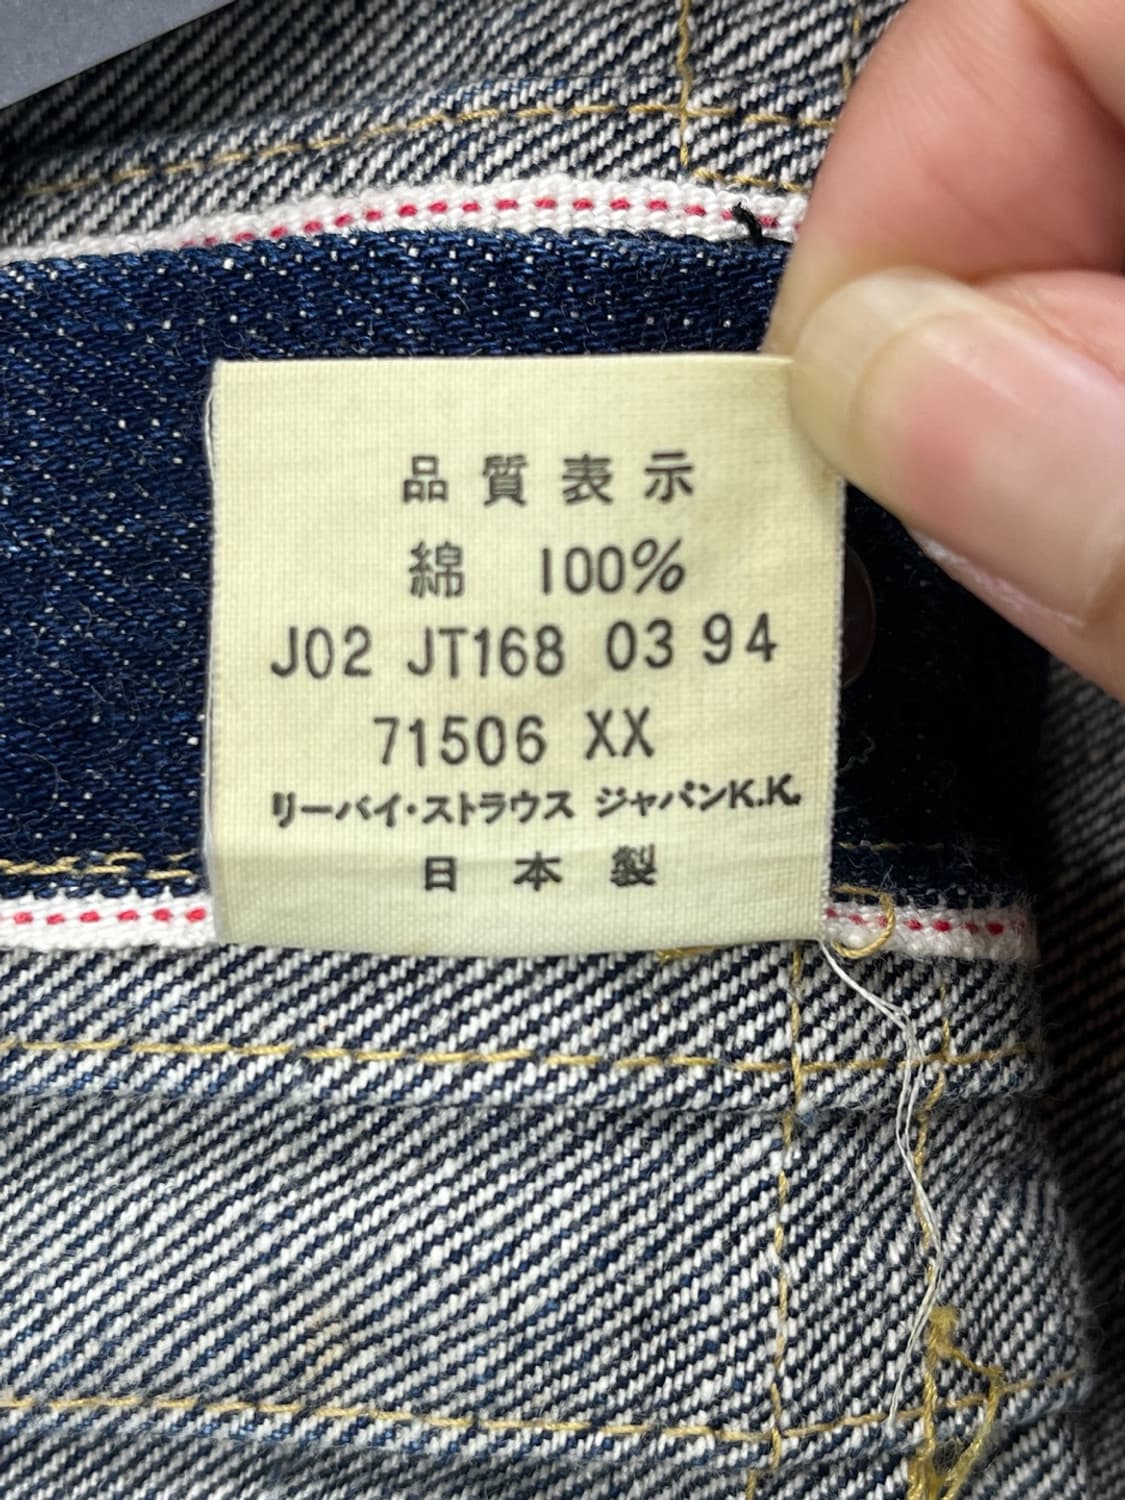 品質表示
綿 100%
J02 JT168 03 94
71506 XX
リーバイ・ストラウス ジャパンK.K.
日本製